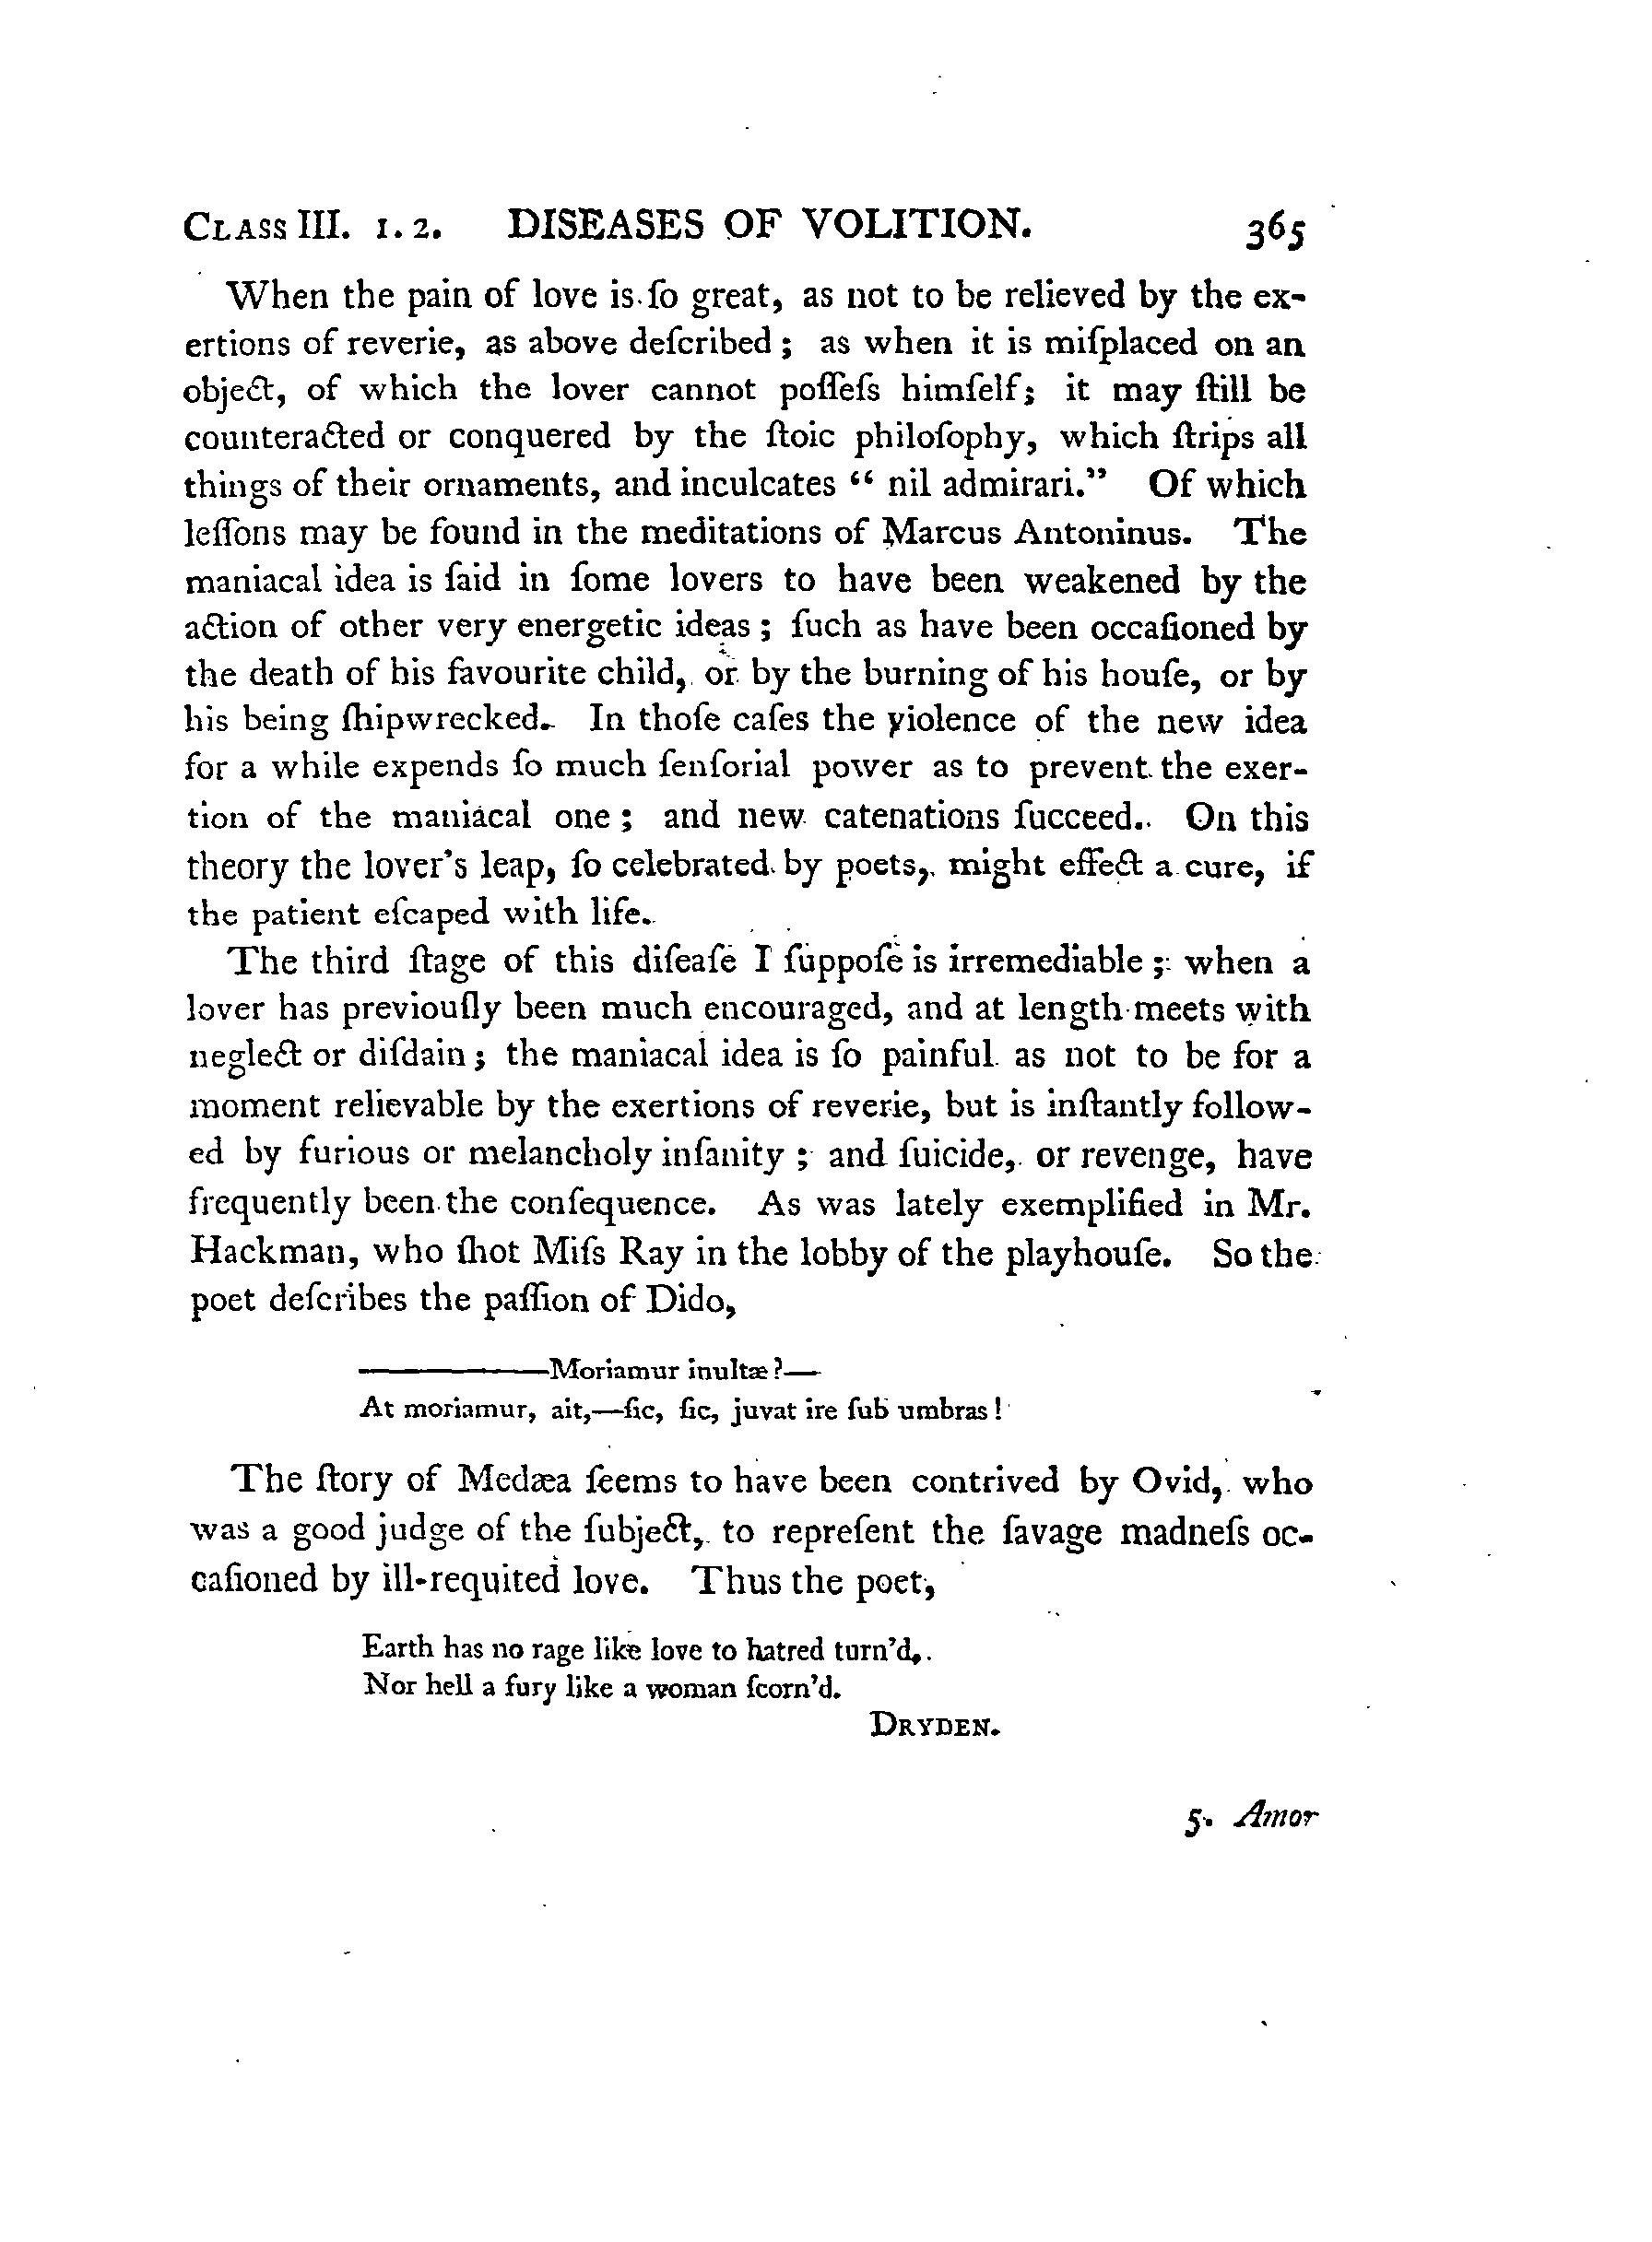 CLASS III. 1. 2. DISEASES OF VOLITION. 365
When the pain of love is ſo great, as not to be relieved by the ex-
ertions of reverie, as above deſcribed; as when it is miſplaced on an
object, of which the lover cannot poſſeſs himſelf; it may ſtill be
counteracted or conquered by the ſtoic philoſophy, which ſtrips all
things of their ornaments, and inculcates “ nil admirari.” Of which
leſſons may be found in the meditations of Marcus Antoninus. The
maniacal idea is ſaid in ſome lovers to have been weakened by the
action of other very energetic ideas; ſuch as have been occaſioned by
the death of his favourite child, or by the burning of his houſe, or by
his being ſhipwrecked. In thoſe caſes the violence of the new idea
for a while expends ſo much ſenſorial power as to prevent the exer-
tion of the maniacal one; and new catenations ſucceed. On this
theory the lover's leap, ſo celebrated by poets, might effect a cure, if
the patient eſcaped with life.
The third ſtage of this diſeaſe I ſuppoſe is irremediable; when a
lover has previouſly been much encouraged, and at length meets with
neglect or diſdain; the maniacal idea is ſo painful as not to be for a
moment relievable by the exertions of reverie, but is inſtantly follow-
ed by furious or melancholy inſanity; and ſuicide, or revenge, have
frequently been the conſequence. As was lately exemplified in Mr.
Hackman, who ſhot Miſs Ray in the lobby of the playhouſe. So the
poet deſcribes the paſſion of Dido,
————Moriamur inultæ?—
At moriamur, ait,—ſic, ſic, juvat ire ſub umbras!
The ſtory of Medæa ſeems to have been contrived by Ovid, who
was a good judge of the ſubject, to repreſent the ſavage madneſs oc-
caſioned by ill-requited love. Thus the poet,
Earth has no rage like love to hatred turn'd,
Nor hell a fury like a woman ſcorn'd.
DRYDEN.
5. Amor